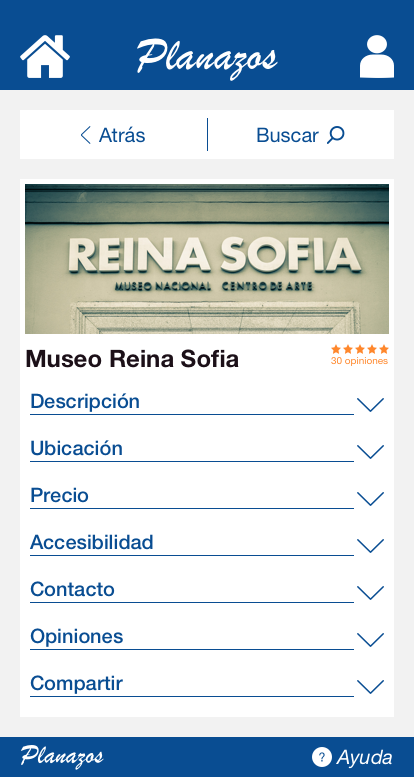 Planazos
Atrás
Buscar
REINA SOFIA
MUSEO NACIONAL CENTRO DE ARTE
Museo Reina Sofia
30 opiniones
Descripción
Ubicación
Precio
Accesibilidad
Contacto
Opiniones
Compartir
Planazos
? Ayuda